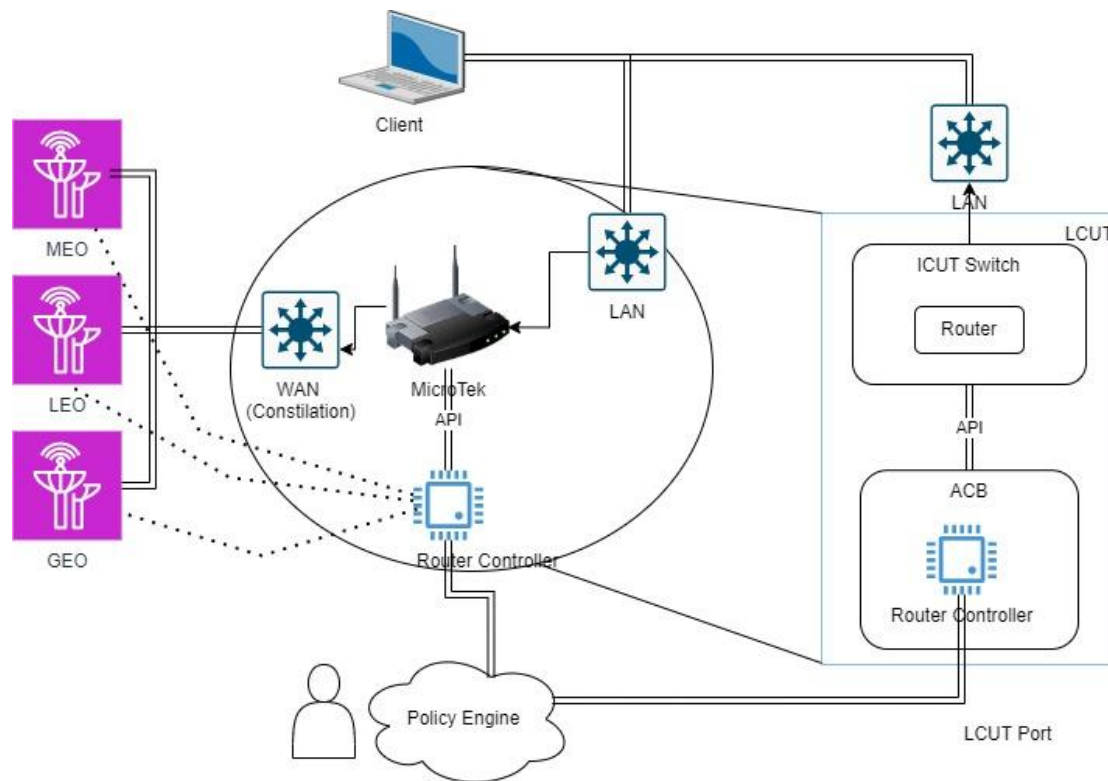 Client
MEO
LAN
LCUT
ICUT Switch
LAN
Router
WAN
(Constilation)
MicroTek
LEO
API
API
ACB
GEO
Router Controller
Router Controller
Policy Engine
LCUT Port